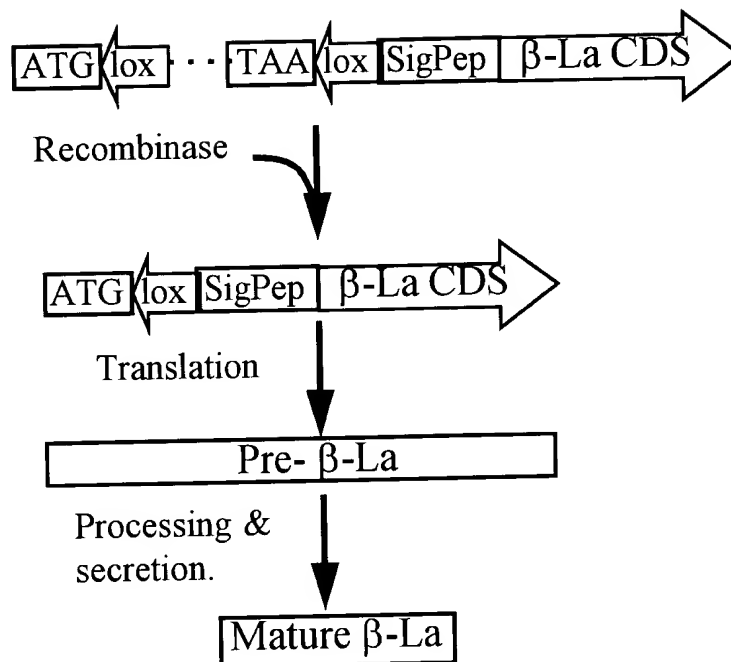 ATG lox ... TAA lox SigPep β-La CDS
Recombinase
ATG lox SigPep β-La CDS
Translation
Pre- β-La
Processing &
secretion.
Mature β-La